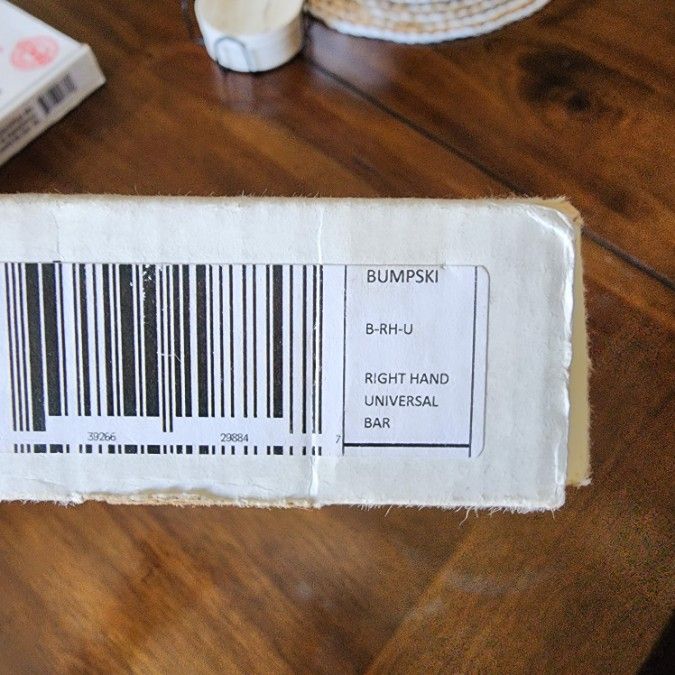 BUMPSKI
B-RH-U
RIGHT HAND
UNIVERSAL
BAR
39266 29884 7